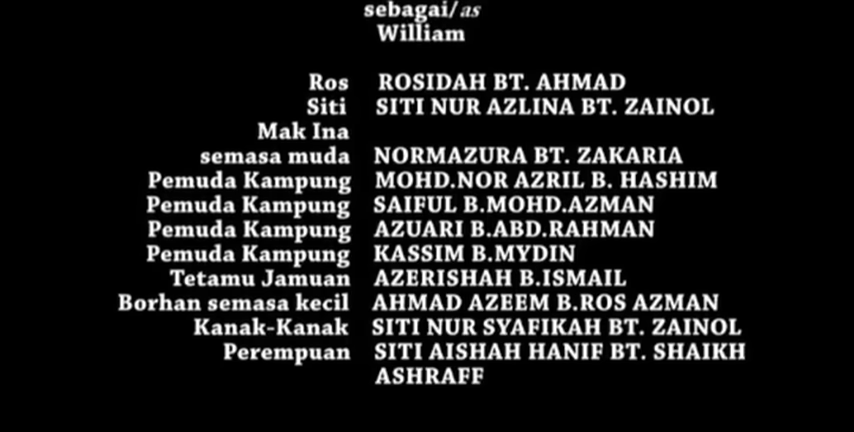 sebagai/as
William
Ros ROSIDAH BT. AHMAD
Siti SITI NUR AZLINA BT. ZAINOL
Mak Ina
semasa muda NORMAZURA BT. ZAKARIA
Pemuda Kampung MOHD.NOR AZRIL B. HASHIM
Pemuda Kampung SAIFUL B.MOHD.AZMAN
Pemuda Kampung AZUARI B.ABD.RAHMAN
Pemuda Kampung KASSIM B.MYDIN
Tetamu Jamuan AZERISHAH B.ISMAIL
Borhan semasa kecil AHMAD AZEEM B.ROS AZMAN
Kanak-Kanak SITI NUR SYAFIKAH BT. ZAINOL
Perempuan SITI AISHAH HANIF BT. SHAIKH
ASHRAFF